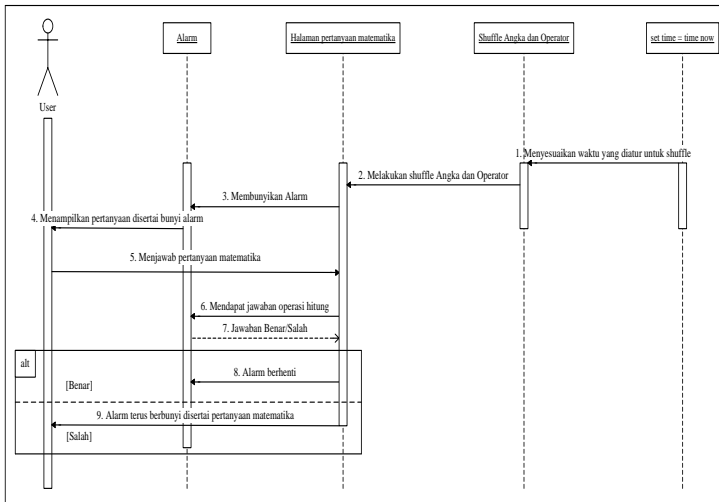 Alarm
Halaman pertanyaan matematika
Shuffle Angka dan Operator
set time = time now
User
1. Menyesuaikan waktu yang diatur untuk shuffle
2. Melakukan shuffle Angka dan Operator
3. Membunyikan Alarm
4. Menampilkan pertanyaan disertai bunyi alarm
5. Menjawab pertanyaan matematika
6. Mendapat jawaban operasi hitung
7. Jawaban Benar/Salah
alt
8. Alarm berhenti
[Benar]
9. Alarm terus berbunyi disertai pertanyaan matematika
[Salah]